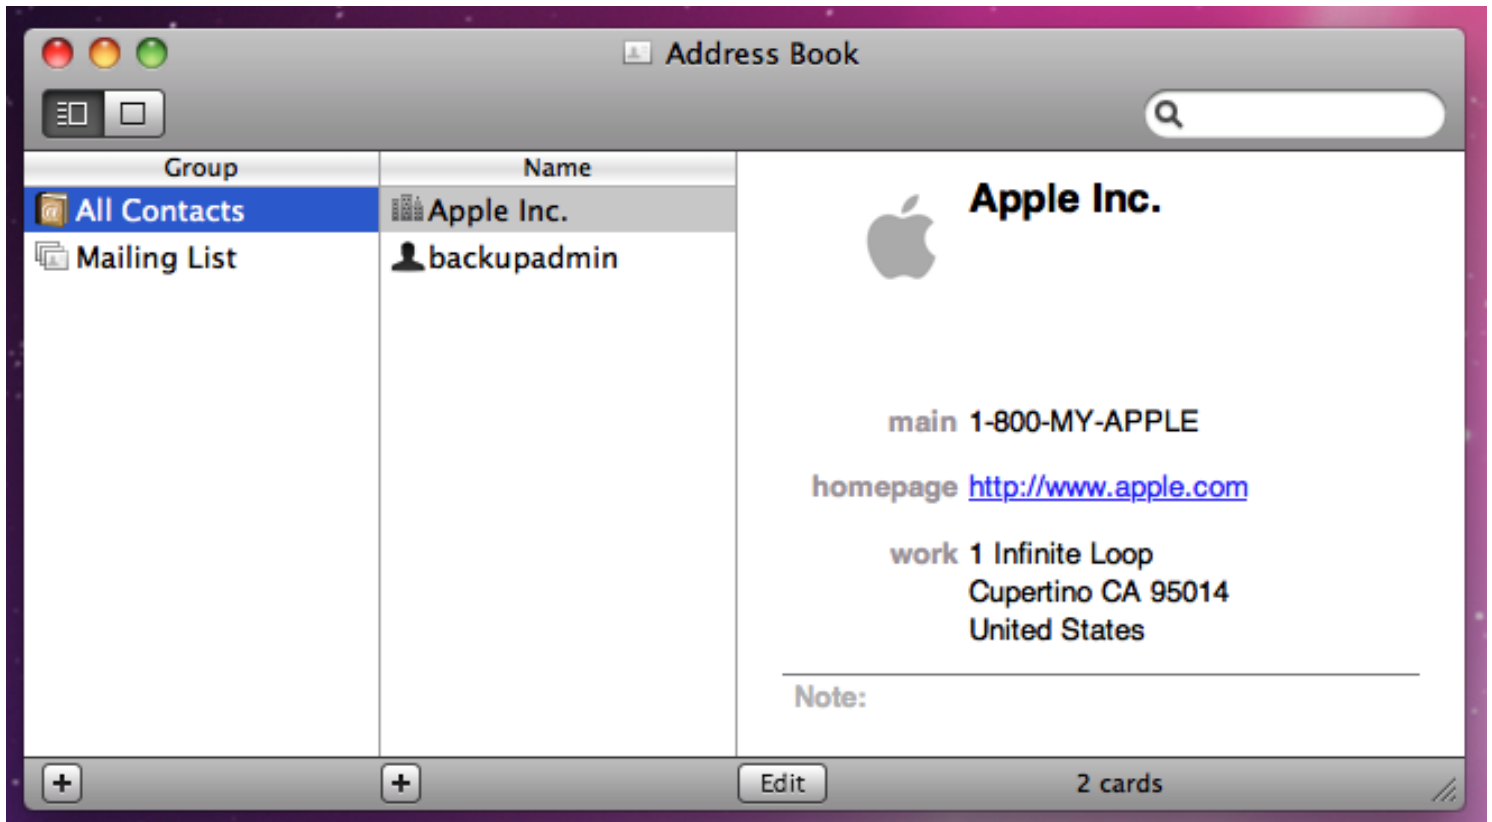 Address Book
Group
Name
All Contacts
Mailing List
Apple Inc.
backupadmin
Apple Inc.
main 1-800-MY-APPLE
homepage http://www.apple.com
work 1 Infinite Loop
Cupertino CA 95014
United States
Note:
Edit
2 cards